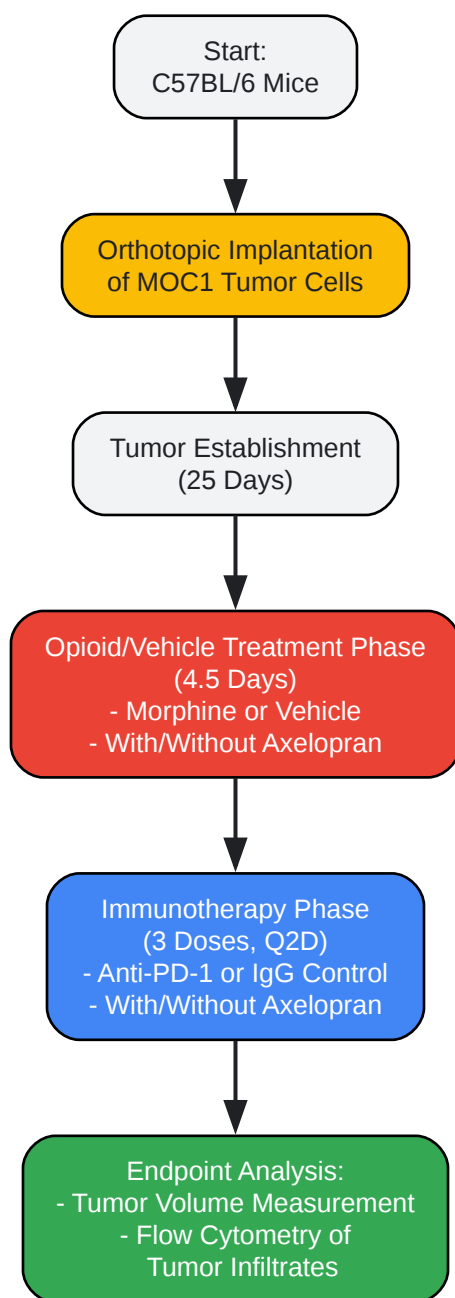 Start:
C57BL/6 Mice
Orthotopic Implantation
of MOC1 Tumor Cells
Tumor Establishment
(25 Days)
Opioid/Vehicle Treatment Phase
(4.5 Days)
- Morphine or Vehicle
- With/Without Axelopran
Immunotherapy Phase
(3 Doses, Q2D)
- Anti-PD-1 or IgG Control
- With/Without Axelopran
Endpoint Analysis:
- Tumor Volume Measurement
- Flow Cytometry of
Tumor Infiltrates